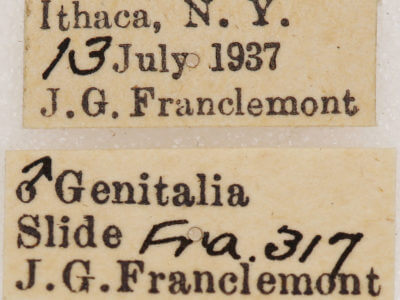 Ithaca, N. Y.
13 July 1937
J. G. Franclemont
♂ Genitalia
Slide Fra. 317
J. G. Franclemont